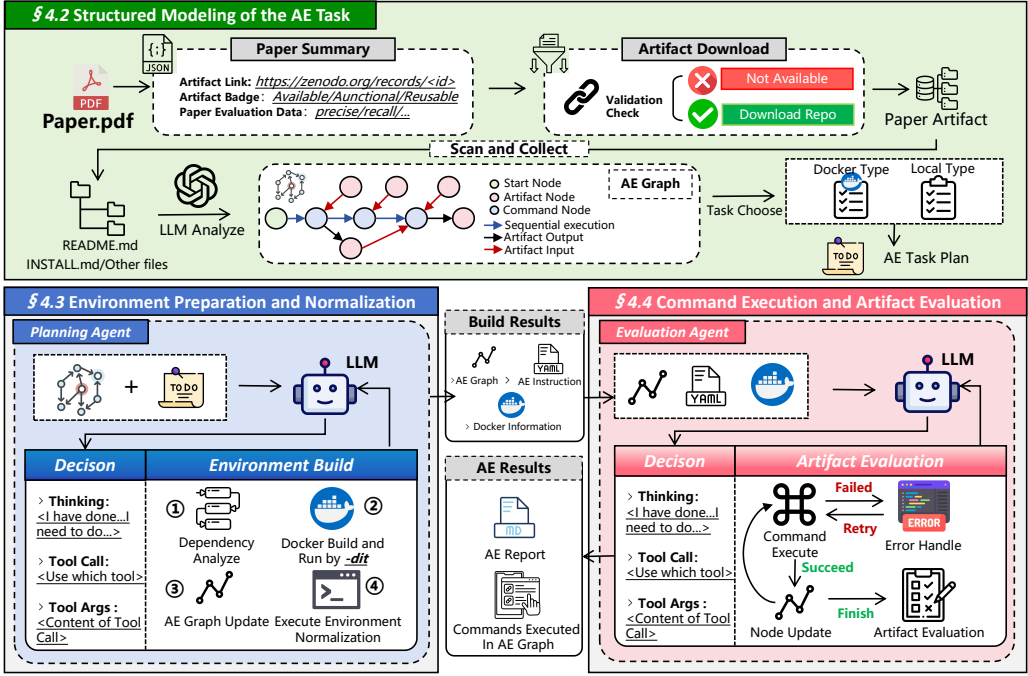 § 4.2 Structured Modeling of the AE Task
{;}
JSON
PDF
Paper.pdf
Paper Summary
Artifact Link: https://zenodo.org/records/<id>
Artifact Badge： Available/Aunctional/Reusable
Paper Evaluation Data: precise/recall/...
Artifact Download
Validation
Check
Not Available
Download Repo
Paper Artifact
Scan and Collect
README.md
INSTALL.md/Other files
LLM Analyze
Start Node
Artifact Node
Command Node
Sequential execution
Artifact Output
Artifact Input
AE Graph
Task Choose
Docker Type
Local Type
TO DO
AE Task Plan
§ 4.3 Environment Preparation and Normalization
Planning Agent
+
TO DO
LLM
Decison
Environment Build
> Thinking:
<I have done...I
need to do...>
> Tool Call:
<Use which tool>
> Tool Args :
<Content of Tool
Call>
①
Dependency
Analyze
②
Docker Build and
Run by -dit
③
AE Graph Update
④
Execute Environment
Normalization
Build Results
YAML
>AE Graph
> AE Instruction
> Docker Information
AE Results
MD
AE Report
Commands Executed
In AE Graph
§ 4.4 Command Execution and Artifact Evaluation
Evaluation Agent
YAML
LLM
Decison
Artifact Evaluation
> Thinking:
<I have done...I
need to do...>
> Tool Call:
<Use which tool>
> Tool Args :
<Content of Tool
Call>
Command
Execute
Failed
Retry
ERROR
Error Handle
Succeed
Node Update
Finish
Artifact Evaluation